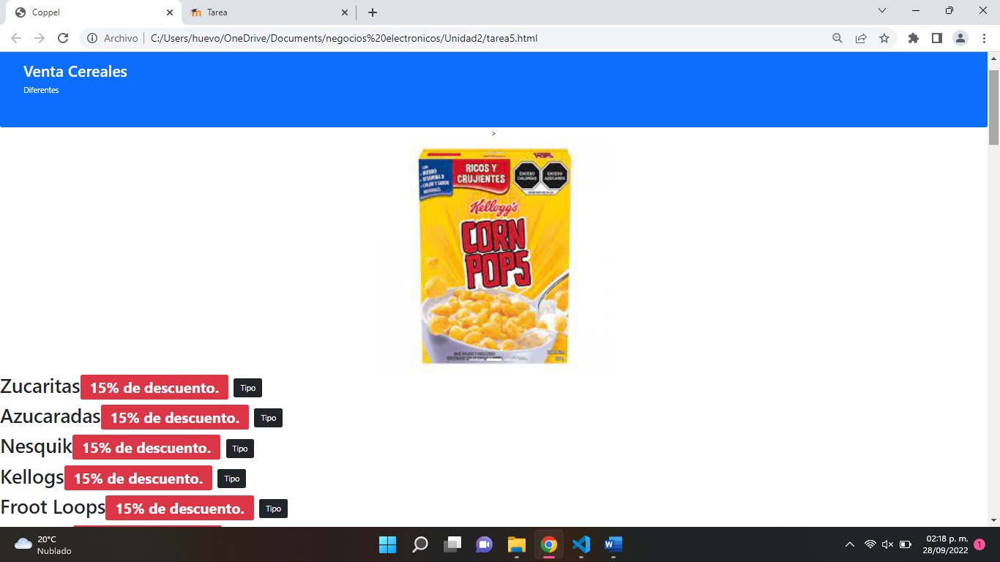 Coppel
Tarea
Archivo
C:/Users/huevo/OneDrive/Documents/negocios%20electronicos/Unidad2/tarea5.html
Venta Cereales
Diferentes
>
CON
HIERRO
VITAMINA D
RICOS Y
CRUJIENTES
EXCESO
CALORÍAS
EXCESO
AZÚCARES
Kellogg's
CORN
POPS
Zucaritas 15% de descuento. Tipo
Azucaradas 15% de descuento. Tipo
Nesquik 15% de descuento. Tipo
Kellogs 15% de descuento. Tipo
Froot Loops 15% de descuento. Tipo
20°C
Nublado
02:18 p. m.
28/09/2022
1